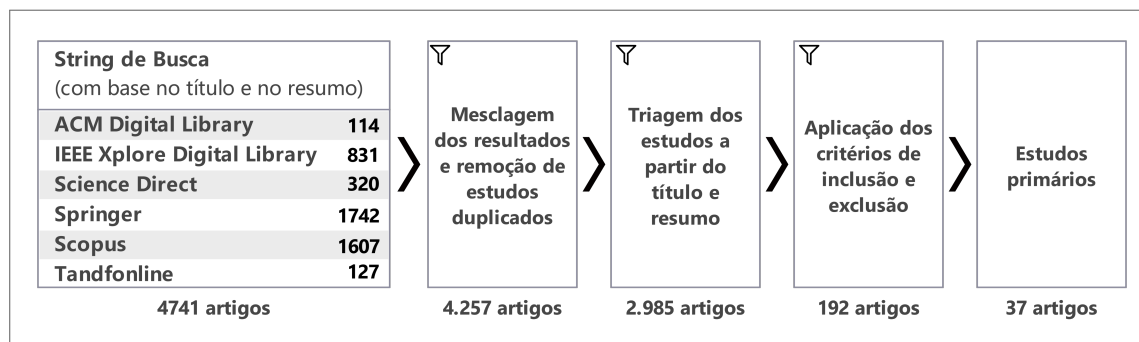 String de Busca
(com base no título e no resumo)
ACM Digital Library 114
IEEE Xplore Digital Library 831
Science Direct 320
Springer 1742
Scopus 1607
Tandfonline 127
4741 artigos
Mesclagem
dos resultados
e remoção de
estudos
duplicados
4.257 artigos
Triagem dos
estudos a
partir do
título e
resumo
2.985 artigos
Aplicação dos
critérios de
inclusão e
exclusão
192 artigos
Estudos
primários
37 artigos